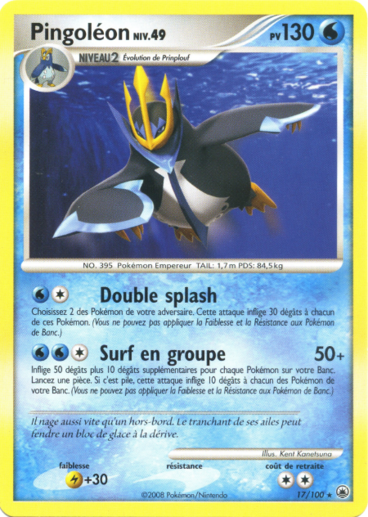 Pingoléon NIV.49 PV130
NIVEAU2 Évolution de Prinplouf
NO. 395 Pokémon Empereur TAIL: 1,7 m PDS: 84,5kg
Double splash
Choisissez 2 des Pokémon de votre adversaire. Cette attaque inflige 30 dégâts à chacun
de ces Pokémon. (Vous ne pouvez pas appliquer la Faiblesse et la Résistance aux Pokémon
de Banc.)
Surf en groupe 50+
Inflige 50 dégâts plus 10 dégâts supplémentaires pour chaque Pokémon sur votre Banc.
Lancez une pièce. Si c'est pile, cette attaque inflige 10 dégâts à chacun des Pokémon de
votre Banc. (Vous ne pouvez pas appliquer la Faiblesse et la Résistance aux Pokémon de Banc.)
Il nage aussi vite qu'un hors-bord. Le tranchant de ses ailes peut
fendre un bloc de glace à la dérive.
Illus. Kent Kanetsuna
faiblesse résistance coût de retraite
+30
©2008 Pokémon/Nintendo 17/100